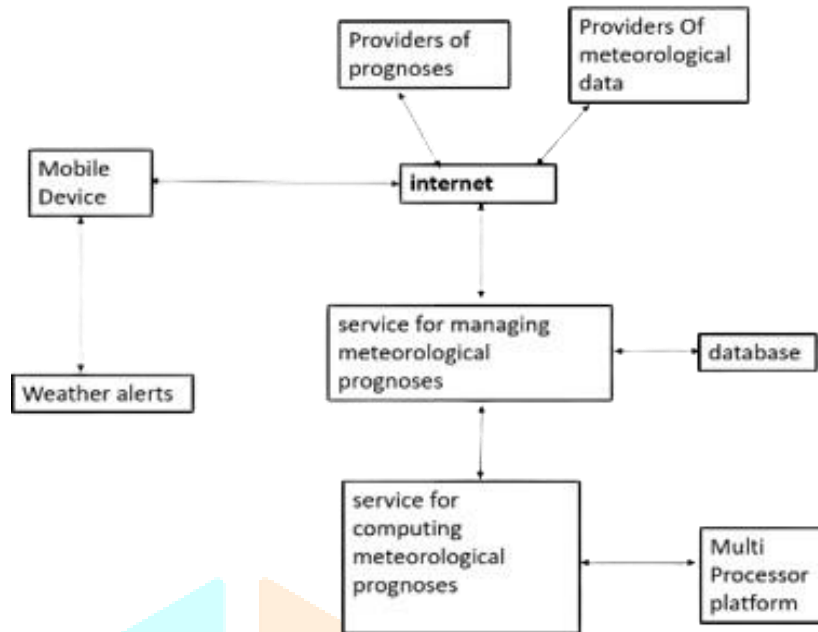 Providers of
prognoses
Providers Of
meteorological
data
Mobile
Device
internet
service for managing
meteorological
prognoses
database
Weather alerts
service for
computing
meteorological
prognoses
Multi
Processor
platform